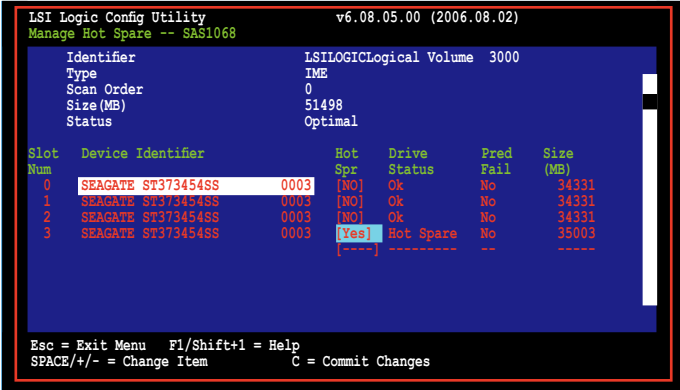 LSI Logic Config Utility v6.08.05.00 (2006.08.02)
Manage Hot Spare -- SAS1068
Identifier LSILOGICLogical Volume 3000
Type IME
Scan Order 0
Size(MB) 51498
Status Optimal
Slot Device Identifier Hot Drive Pred Size
Num Spr Status Fail (MB)
0 SEAGATE ST373454SS 0003 [NO] Ok No 34331
1 SEAGATE ST373454SS 0003 [NO] Ok No 34331
2 SEAGATE ST373454SS 0003 [NO] Ok No 34331
3 SEAGATE ST373454SS 0003 [Yes] Hot Spare No 35003
[----] --------- -- -----
Esc = Exit Menu F1/Shift+1 = Help
SPACE/+/- = Change Item C = Commit Changes